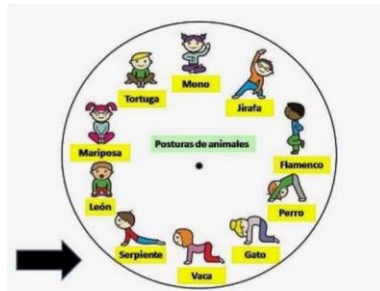 Mono
Tortuga
Jirafa
Mariposa
Posturas de animales
Flamenco
León
Perro
Serpiente
Gato
Vaca